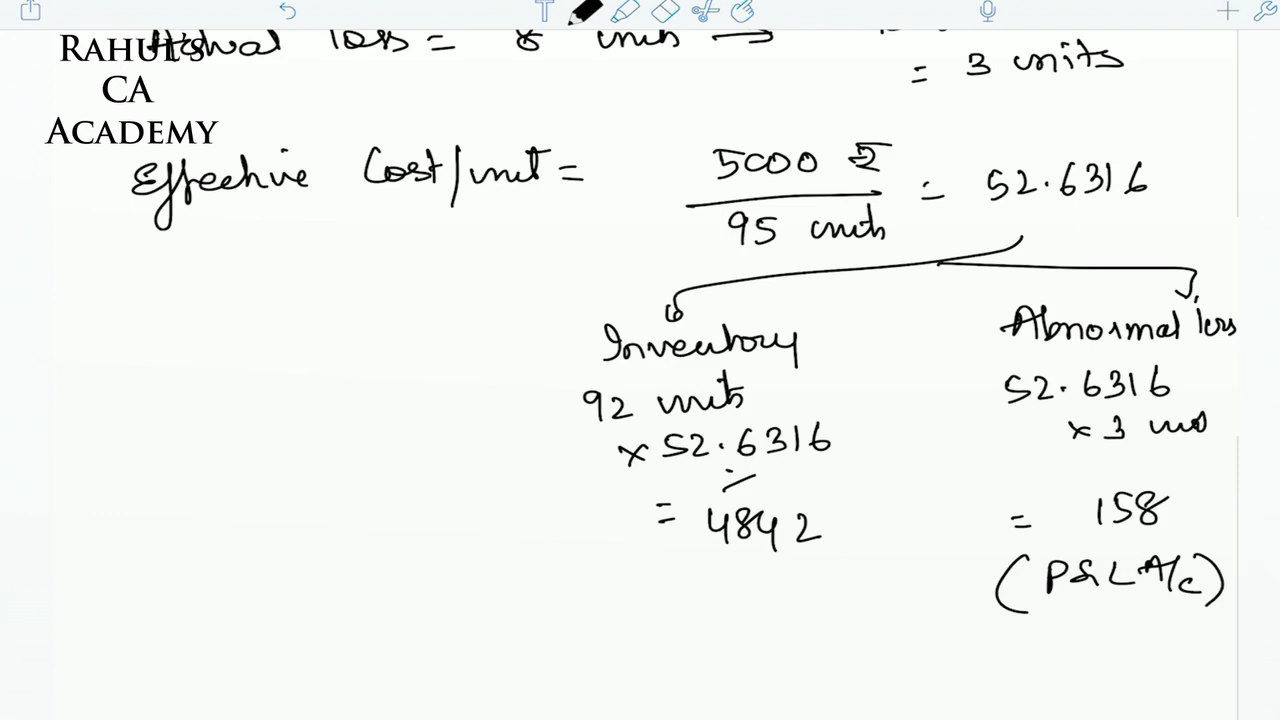 RAHUL'S
CA
ACADEMY
Actual loss = 8 units →
= 3 units
Effective Cost/unit = 5000 ₹ / 95 units = 52.6316
Inventory
92 units
× 52.6316
= 4842
Abnormal loss
52.6316
× 3 units
= 158
(P&L A/c)